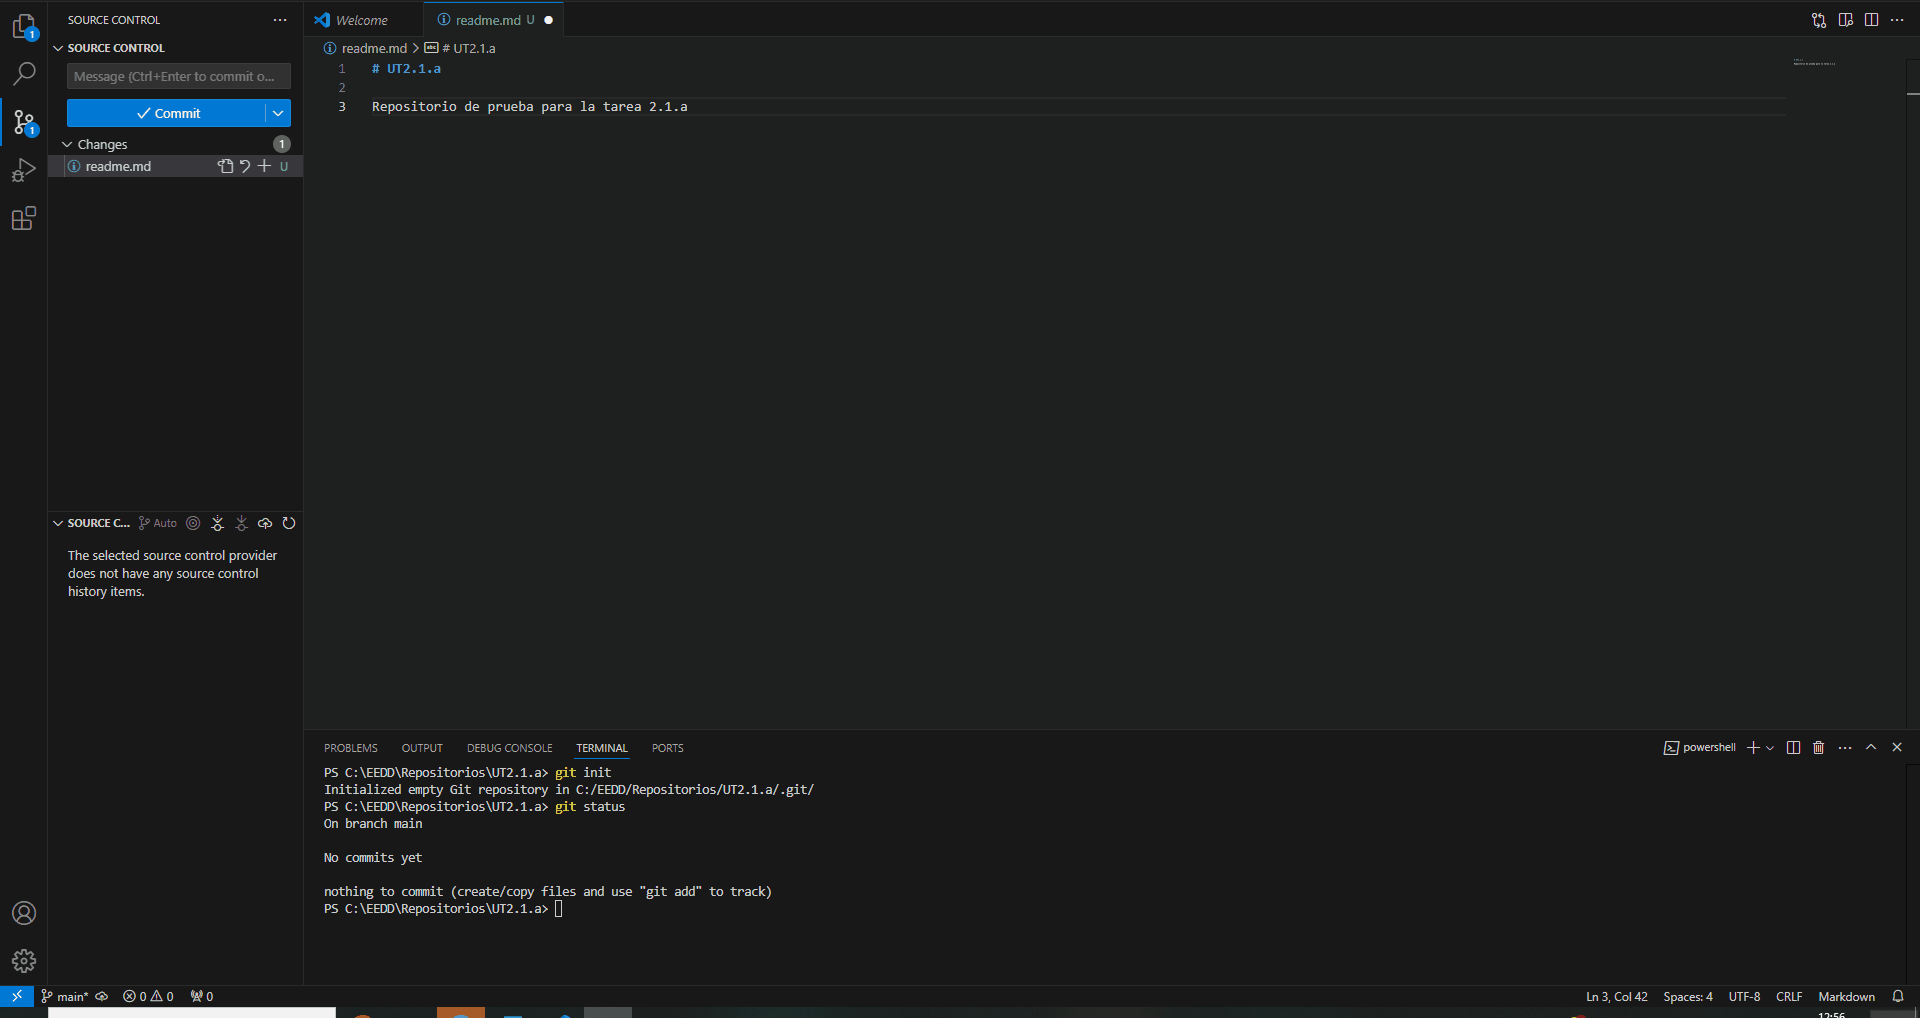 SOURCE CONTROL
SOURCE CONTROL
Message (Ctrl+Enter to commit o...
Commit
Changes
1
readme.md
U
1
1
Welcome
readme.md U
readme.md > # UT2.1.a
1 # UT2.1.a
2
3 Repositorio de prueba para la tarea 2.1.a
SOURCE C...
Auto
The selected source control provider
does not have any source control
history items.
PROBLEMS OUTPUT DEBUG CONSOLE TERMINAL PORTS
powershell
PS C:\EEDD\Repositorios\UT2.1.a> git init
Initialized empty Git repository in C:/EEDD/Repositorios/UT2.1.a/.git/
PS C:\EEDD\Repositorios\UT2.1.a> git status
On branch main
No commits yet
nothing to commit (create/copy files and use "git add" to track)
PS C:\EEDD\Repositorios\UT2.1.a>
main* 0 0 0
Ln 3, Col 42 Spaces: 4 UTF-8 CRLF Markdown
12:56